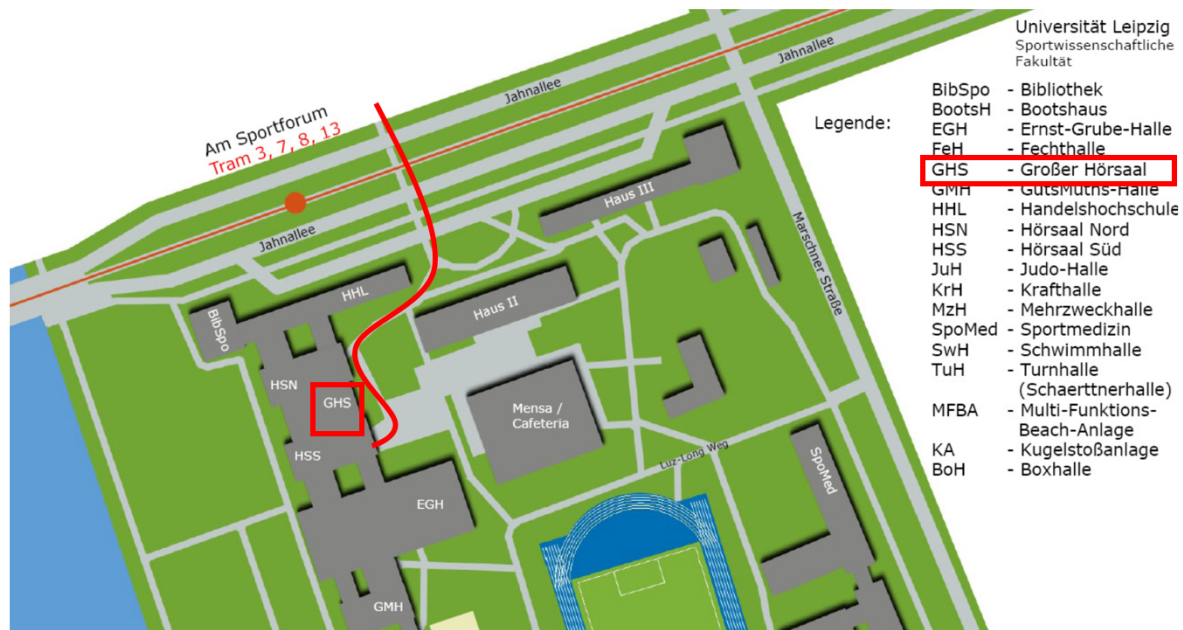 Universität Leipzig
Sportwissenschaftliche
Fakultät
Legende:
BibSpo - Bibliothek
BootsH - Bootshaus
EGH - Ernst-Grube-Halle
FeH - Fechthalle
GHS - Großer Hörsaal
GMH - GutsMuths-Halle
HHL - Handelshochschule
HSN - Hörsaal Nord
HSS - Hörsaal Süd
JuH - Judo-Halle
KrH - Krafthalle
MzH - Mehrzweckhalle
SpoMed - Sportmedizin
SwH - Schwimmhalle
TuH - Turnhalle
(Schaerttnerhalle)
MFBA - Multi-Funktions-
Beach-Anlage
KA - Kugelstoßanlage
BoH - Boxhalle
Jahnallee
Jahnallee
Am Sportforum
Tram 3, 7, 8, 13
Jahnallee
Haus III
Marschner Straße
HHL
BibSpo
Haus II
HSN
GHS
Mensa /
Cafeteria
HSS
Luz-Long Weg
SpoMed
EGH
GMH